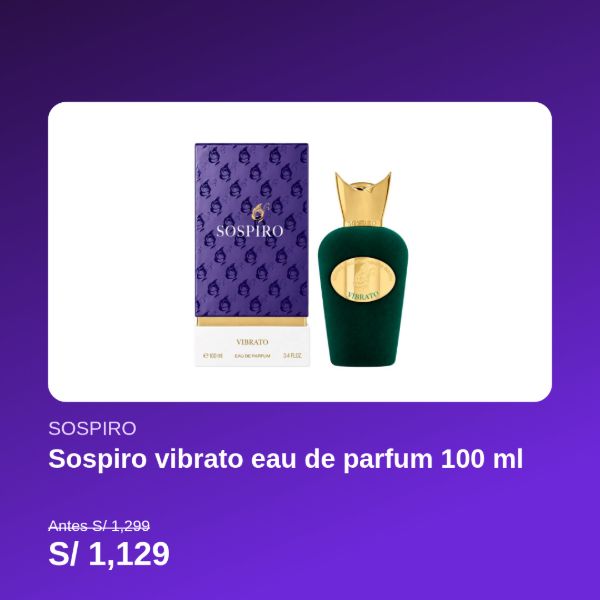 SOSPIRO
VIBRATO
℮ 100 ml EAU DE PARFUM 3.4 FL.OZ.
SOSPIRO
VIBRATO
SOSPIRO
Sospiro vibrato eau de parfum 100 ml
Antes S/ 1,299
S/ 1,129